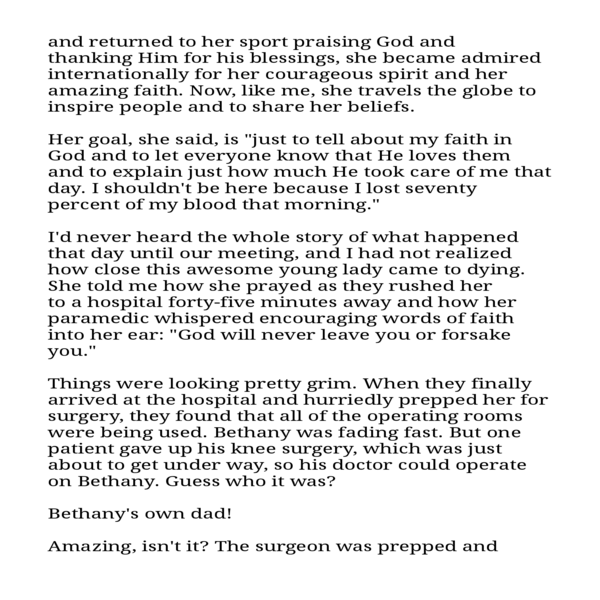 and returned to her sport praising God and
thanking Him for his blessings, she became admired
internationally for her courageous spirit and her
amazing faith. Now, like me, she travels the globe to
inspire people and to share her beliefs.
Her goal, she said, is "just to tell about my faith in
God and to let everyone know that He loves them
and to explain just how much He took care of me that
day. I shouldn't be here because I lost seventy
percent of my blood that morning."
I'd never heard the whole story of what happened
that day until our meeting, and I had not realized
how close this awesome young lady came to dying.
She told me how she prayed as they rushed her
to a hospital forty-five minutes away and how her
paramedic whispered encouraging words of faith
into her ear: "God will never leave you or forsake
you."
Things were looking pretty grim. When they finally
arrived at the hospital and hurriedly prepped her for
surgery, they found that all of the operating rooms
were being used. Bethany was fading fast. But one
patient gave up his knee surgery, which was just
about to get under way, so his doctor could operate
on Bethany. Guess who it was?
Bethany's own dad!
Amazing, isn't it? The surgeon was prepped and